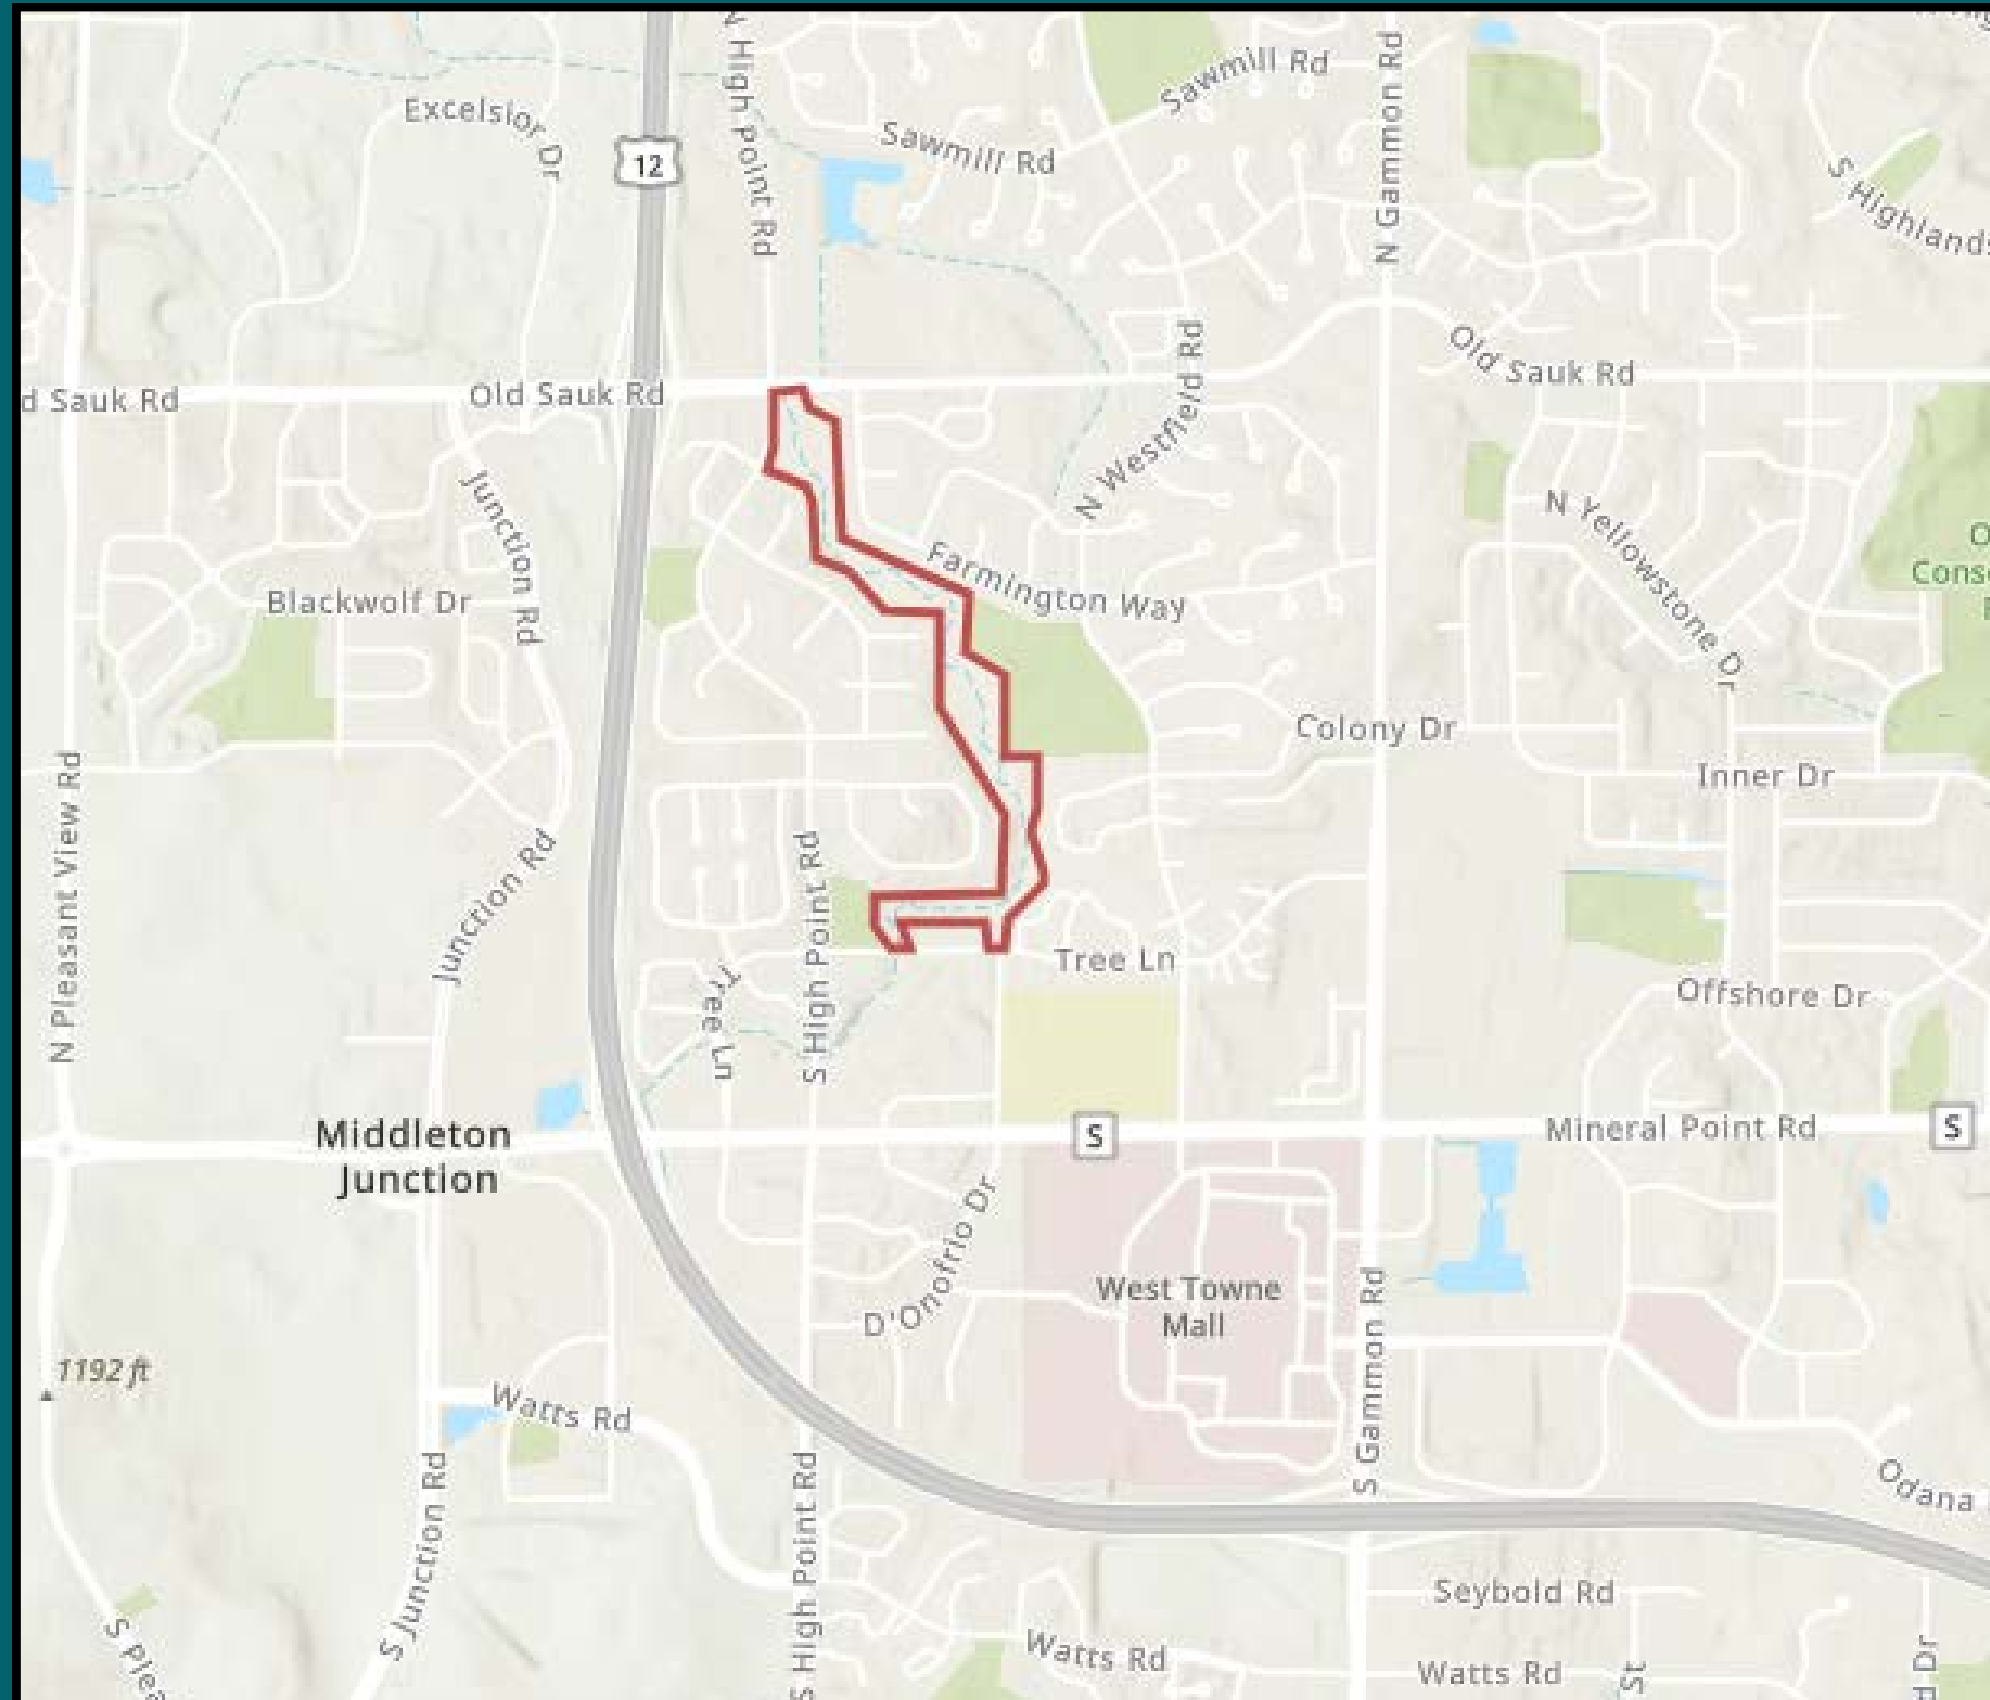 N High Point Rd
Sawmill Rd
N Gammon Rd
Excelsior Dr
Sawmill Rd
12
S Highlands
N Westfield Rd
Old Sauk Rd
d Sauk Rd
Old Sauk Rd
Junction Rd
N Yellowstone Dr
Farmington Way
Blackwolf Dr
Cons
Colony Dr
Inner Dr
N Pleasant View Rd
Junction Rd
S High Point Rd
Tree Ln
Tree Ln
Offshore Dr
Middleton
Junction
S
Mineral Point Rd
S
D'Onofrio Dr
West Towne
Mall
S Gammon Rd
1192 ft
Watts Rd
S Junction Rd
S High Point Rd
Odana
Seybold Rd
S Plea
Watts Rd
Watts Rd
d Dr